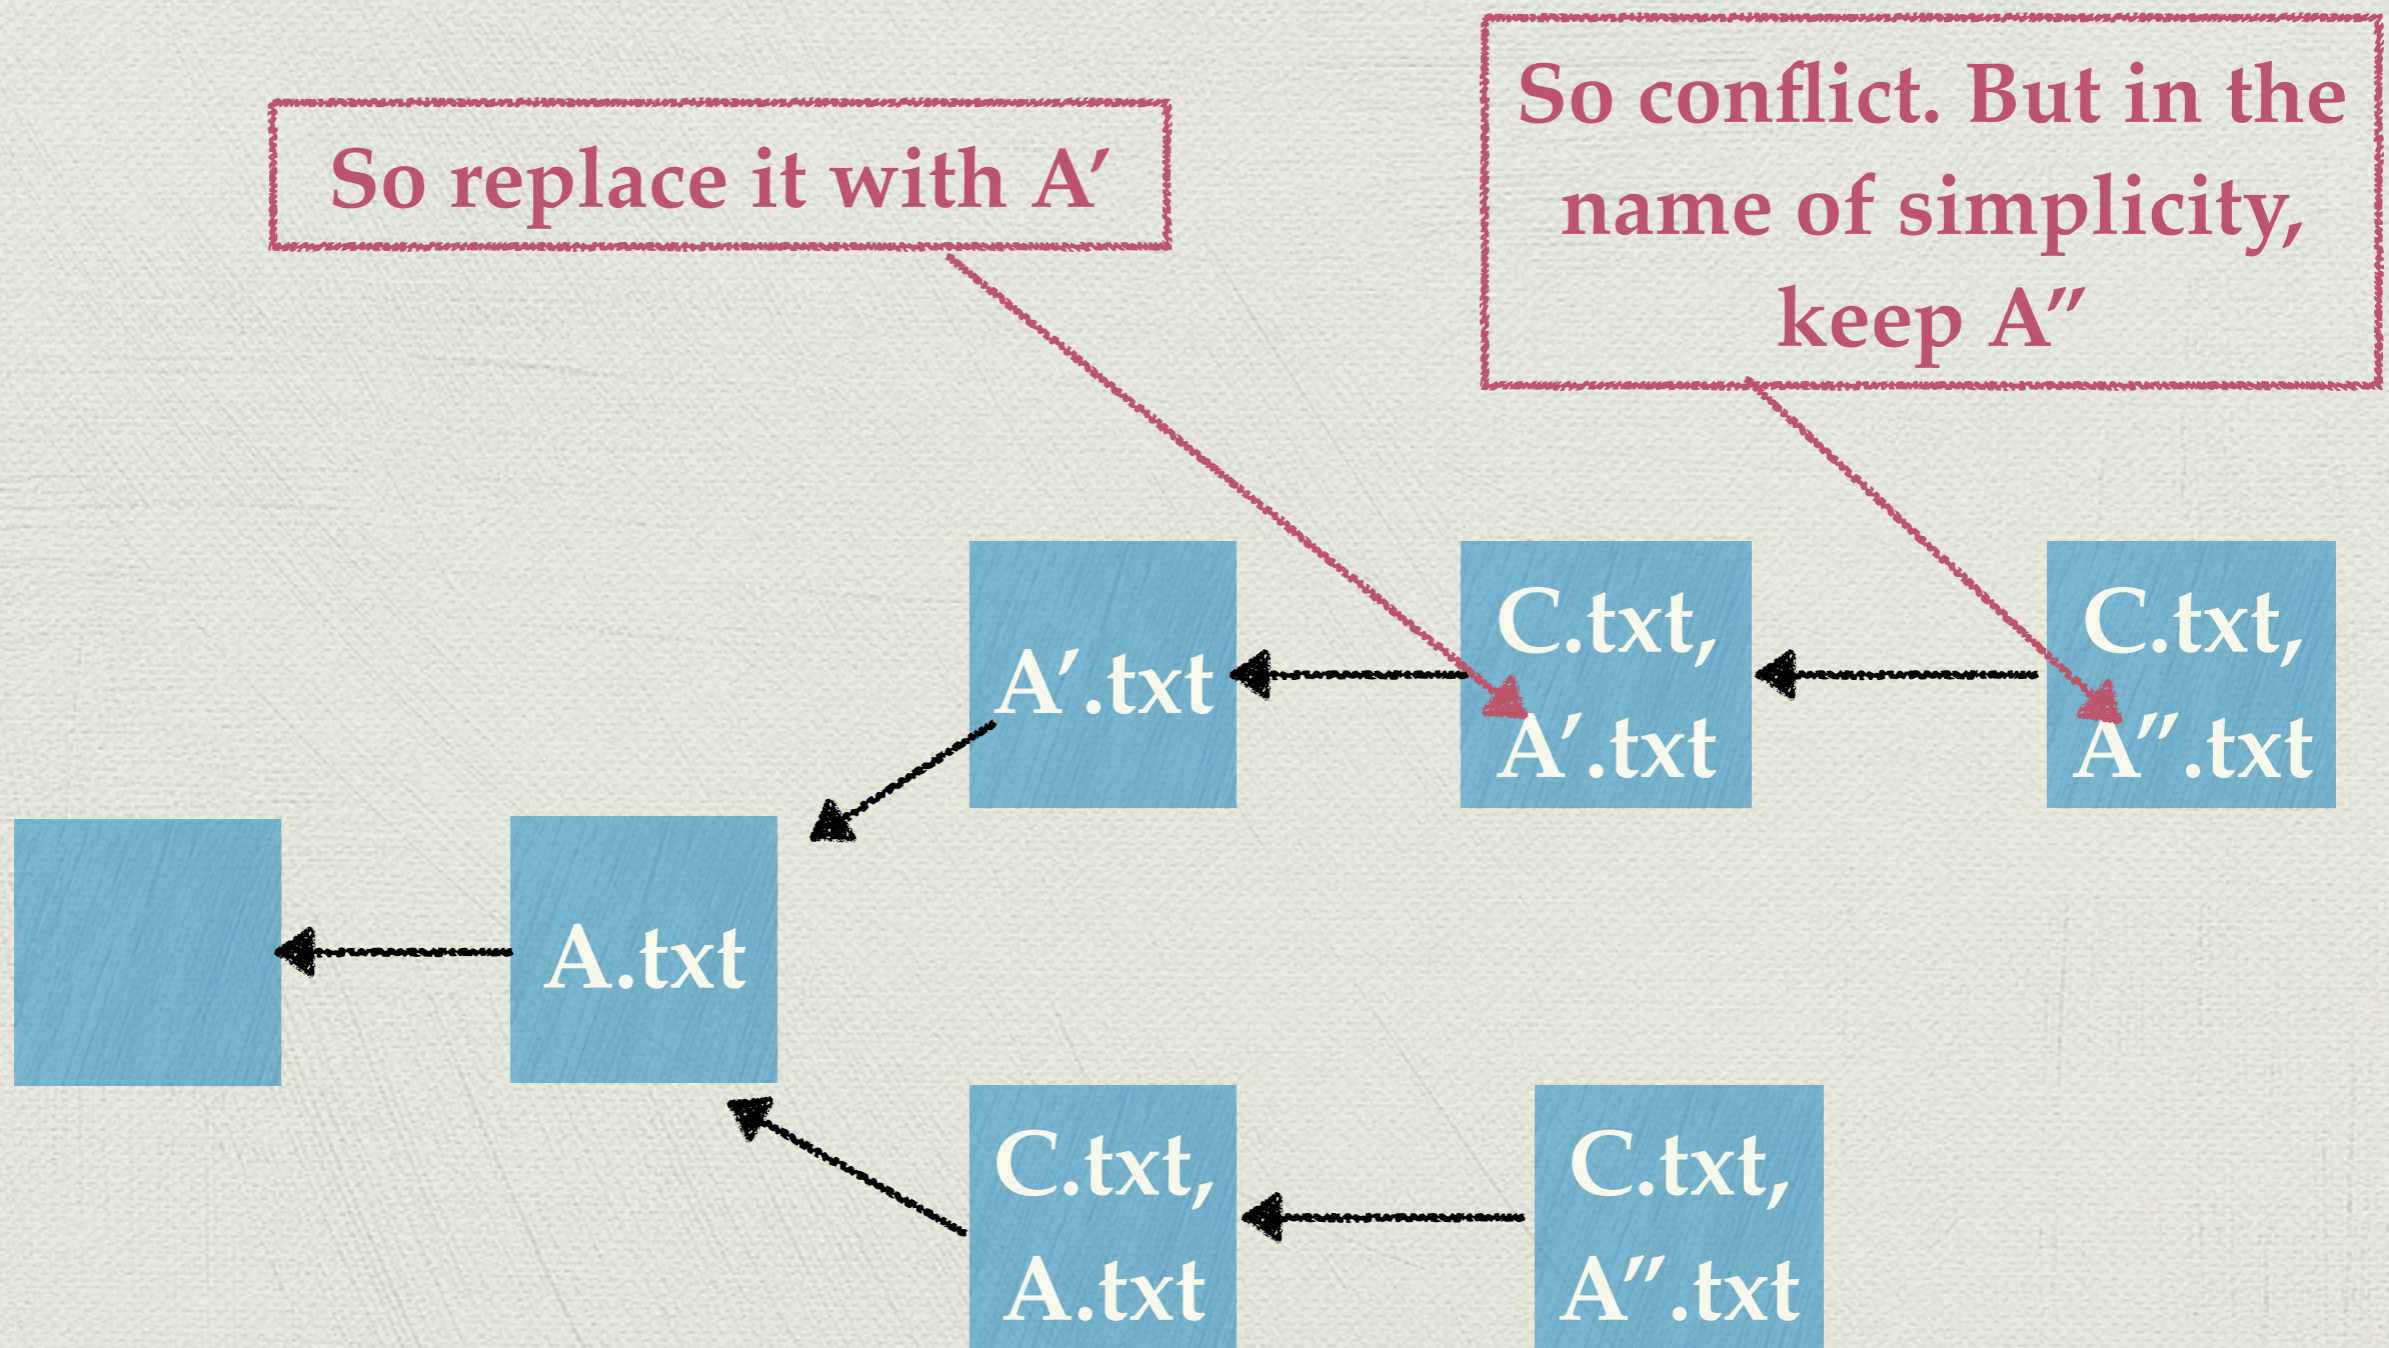 So replace it with A′
So conflict. But in the
name of simplicity,
keep A″
A′.txt
C.txt,
A′.txt
C.txt,
A″.txt
A.txt
C.txt,
A.txt
C.txt,
A″.txt